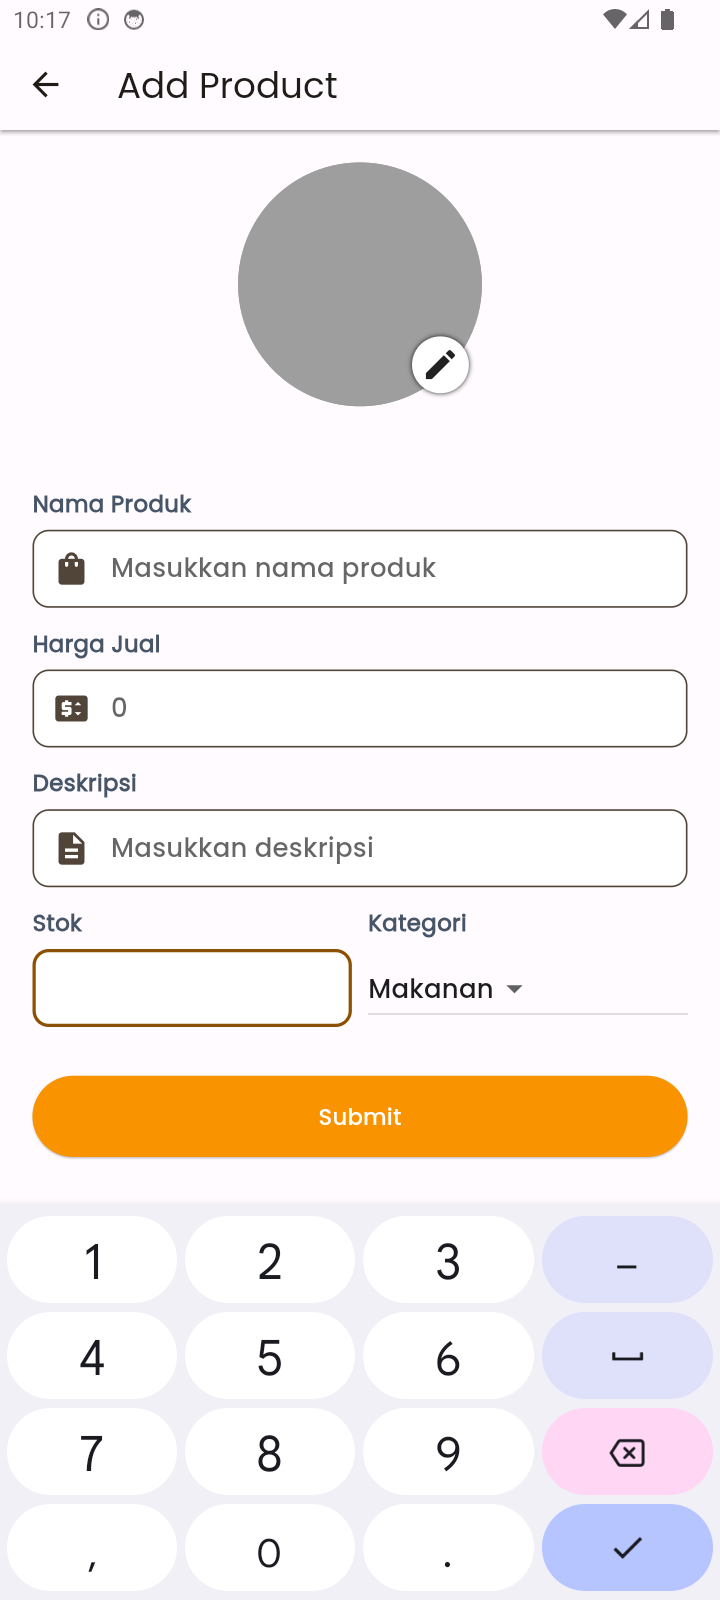 10:17
Add Product
Nama Produk
Masukkan nama produk
Harga Jual
0
Deskripsi
Masukkan deskripsi
Stok Kategori
Makanan
Submit
1 2 3 –
4 5 6
7 8 9
, 0 .